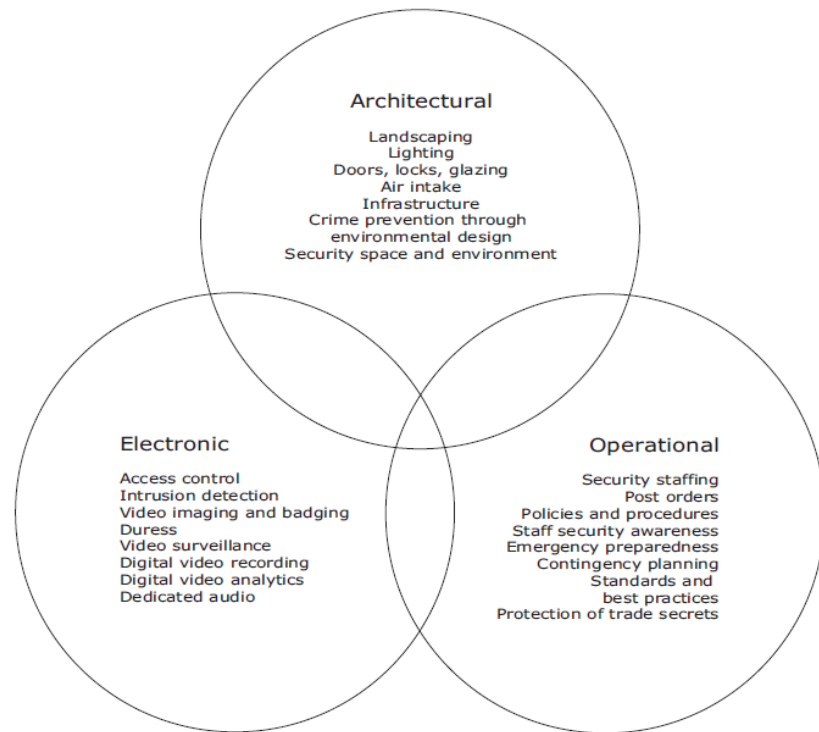 Architectural
Landscaping
Lighting
Doors, locks, glazing
Air intake
Infrastructure
Crime prevention through
environmental design
Security space and environment
Electronic
Access control
Intrusion detection
Video imaging and badging
Duress
Video surveillance
Digital video recording
Digital video analytics
Dedicated audio
Operational
Security staffing
Post orders
Policies and procedures
Staff security awareness
Emergency preparedness
Contingency planning
Standards and
best practices
Protection of trade secrets